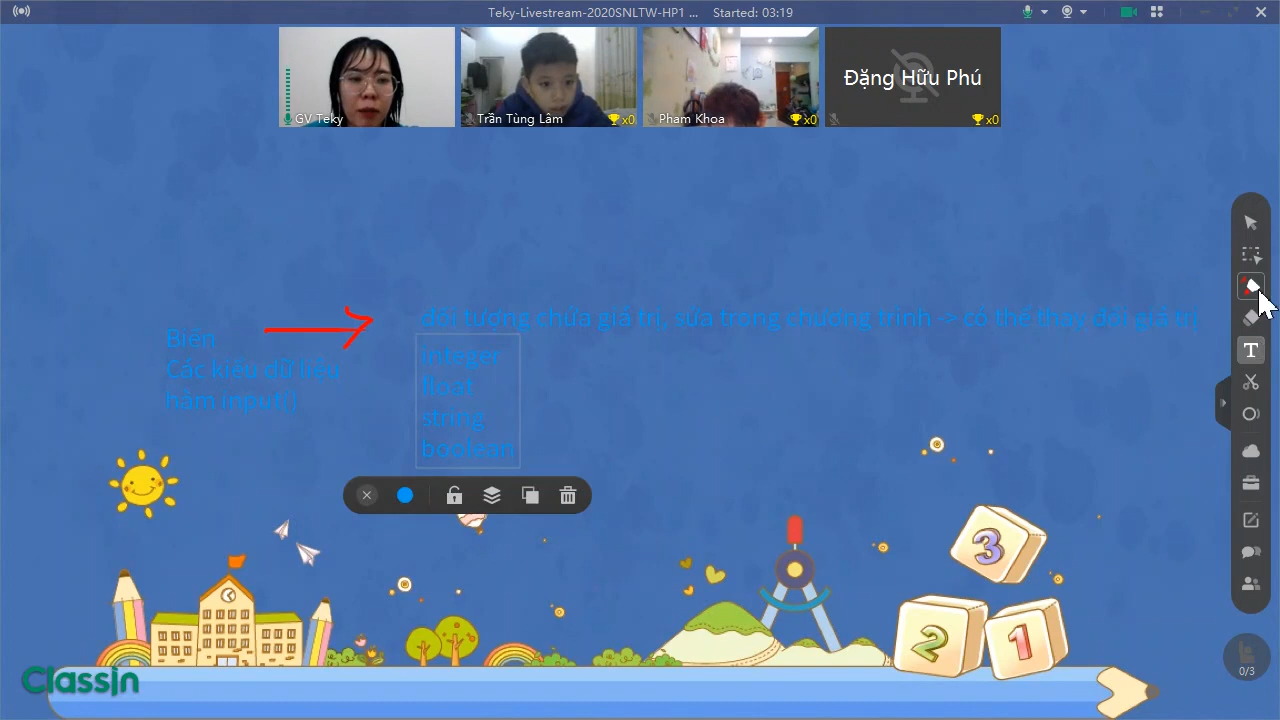 Teky-Livestream-2020SNLTW-HP1 ... Started: 03:19
GV Teky
Trần Tùng Lâm
x0
Pham Khoa
x0
Đặng Hữu Phú
x0
đối tượng chứa giá trị, sửa trong chương trình -> có thể thay đổi giá trị
Biến
Các kiểu dữ liệu
hàm input()
integer
float
string
boolean
T
3
2
1
0/3
ClassIn